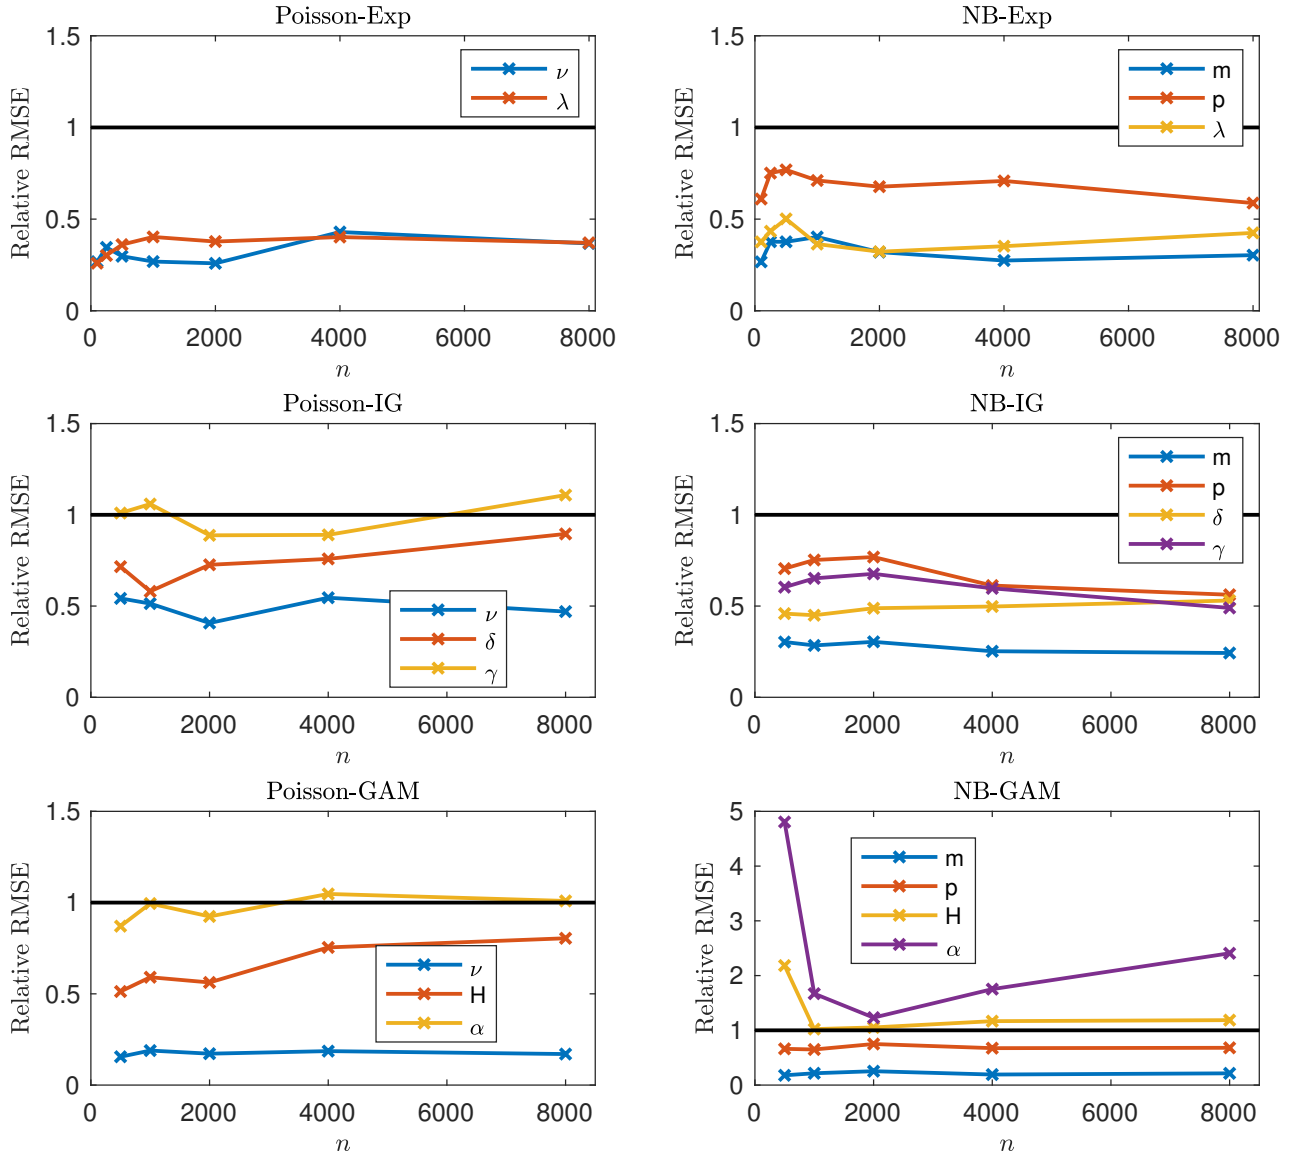 Poisson-Exp
1.5
1
0.5
0
Relative RMSE
ν
λ
0 2000 4000 6000 8000
n
NB-Exp
1.5
1
0.5
0
Relative RMSE
m
p
λ
0 2000 4000 6000 8000
n
Poisson-IG
1.5
1
0.5
0
Relative RMSE
ν
δ
γ
0 2000 4000 6000 8000
n
NB-IG
1.5
1
0.5
0
Relative RMSE
m
p
δ
γ
0 2000 4000 6000 8000
n
Poisson-GAM
1.5
1
0.5
0
Relative RMSE
ν
H
α
0 2000 4000 6000 8000
n
NB-GAM
5
4
3
2
1
0
Relative RMSE
m
p
H
α
0 2000 4000 6000 8000
n